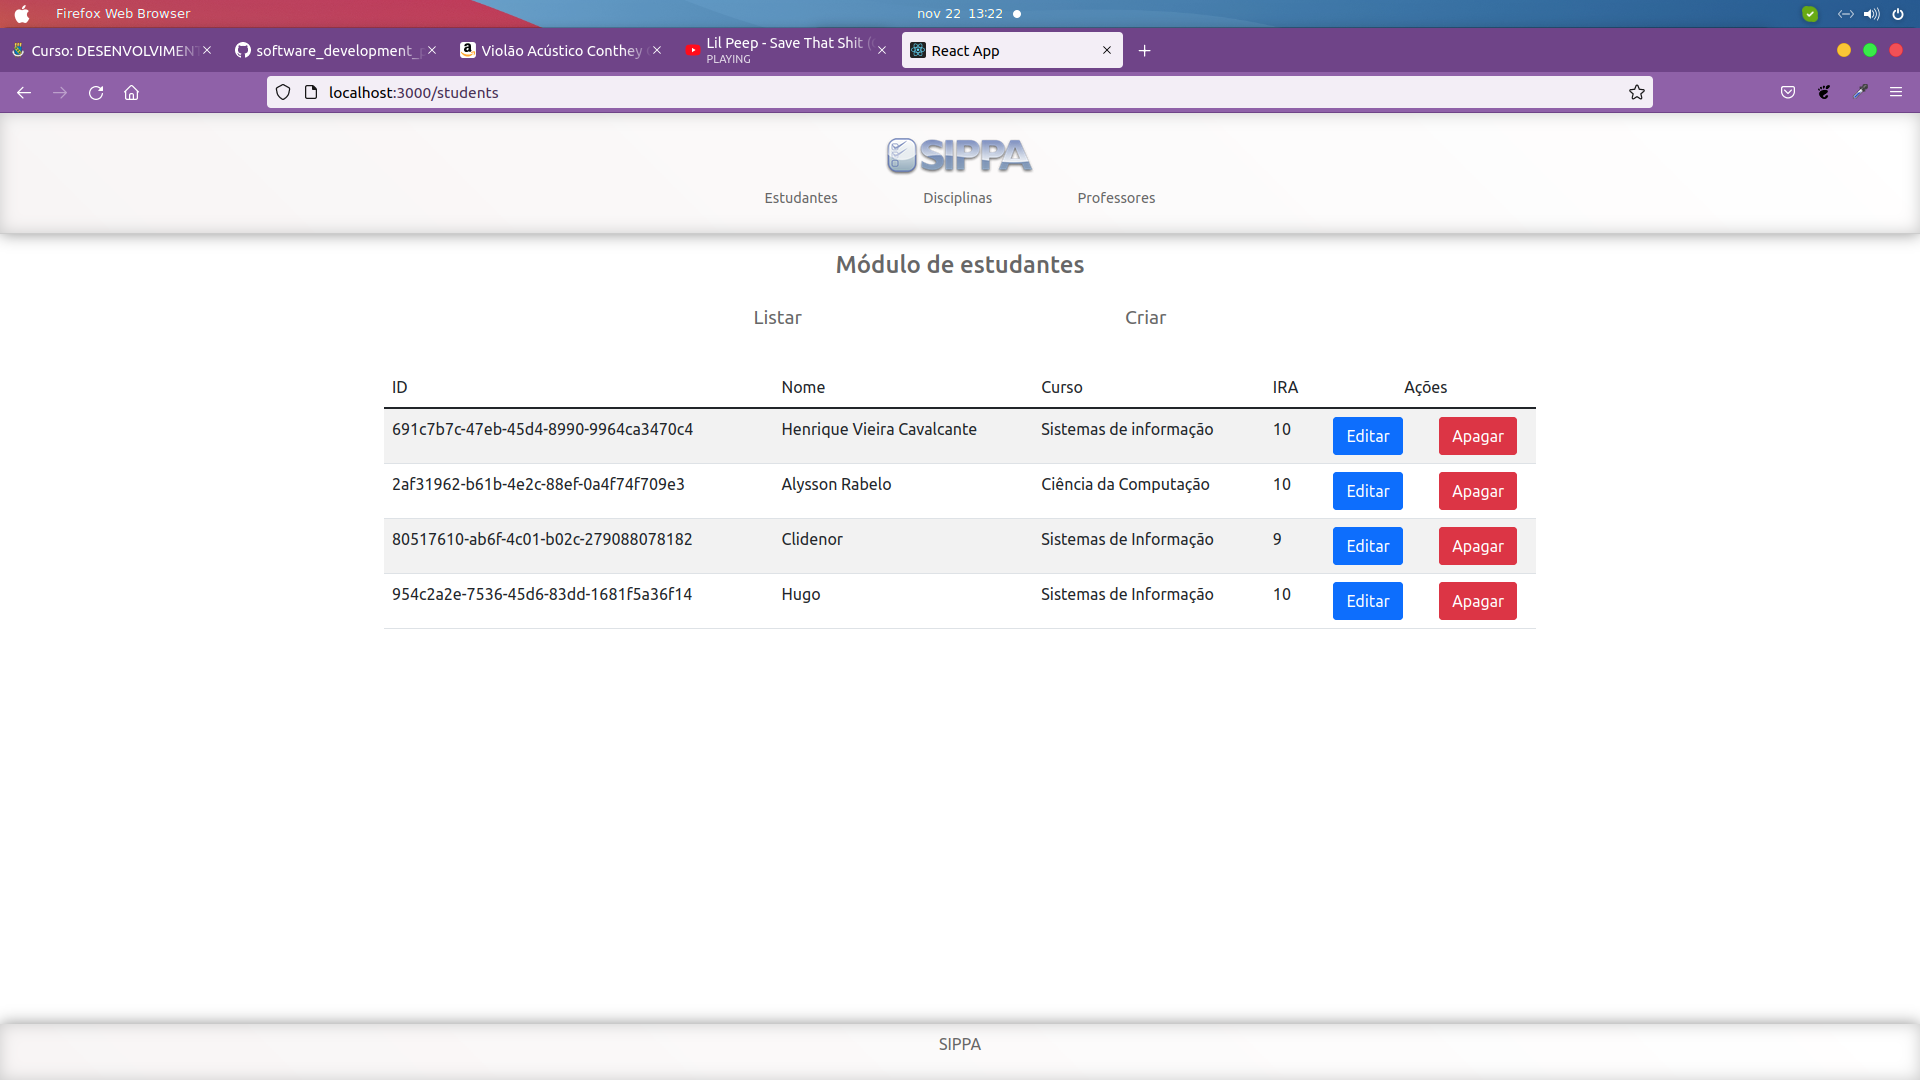 Firefox Web Browser nov 22 13:22
Curso: DESENVOLVIMEN software_development_ Violão Acústico Conthey Lil Peep - Save That Shit ( React App
PLAYING
localhost:3000/students
SIPPA
Estudantes Disciplinas Professores
Módulo de estudantes
Listar Criar
ID Nome Curso IRA Ações
691c7b7c-47eb-45d4-8990-9964ca3470c4 Henrique Vieira Cavalcante Sistemas de informação 10 Editar Apagar
2af31962-b61b-4e2c-88ef-0a4f74f709e3 Alysson Rabelo Ciência da Computação 10 Editar Apagar
80517610-ab6f-4c01-b02c-279088078182 Clidenor Sistemas de Informação 9 Editar Apagar
954c2a2e-7536-45d6-83dd-1681f5a36f14 Hugo Sistemas de Informação 10 Editar Apagar
SIPPA